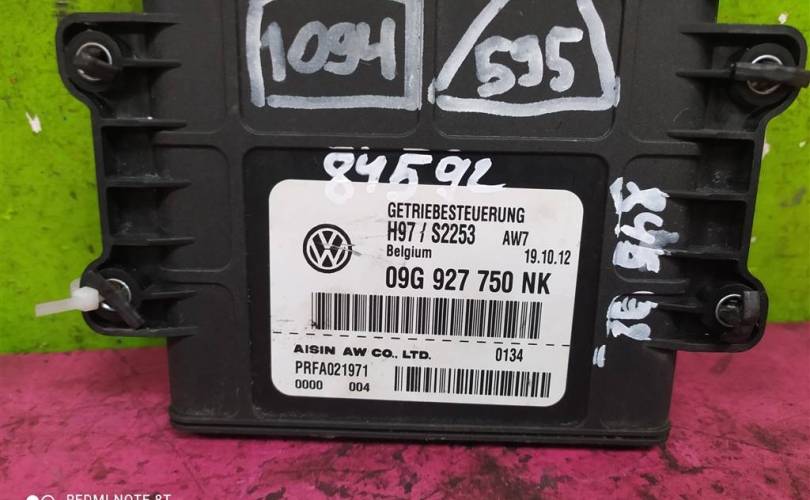 1094
595
84592
GETRIEBESTEUERUNG
H97 / S2253 AW7
Belgium 19.10.12
09G 927 750 NK
AISIN AW CO., LTD. 0134
PRFA021971
0000 004
REDMI NOTE 8T